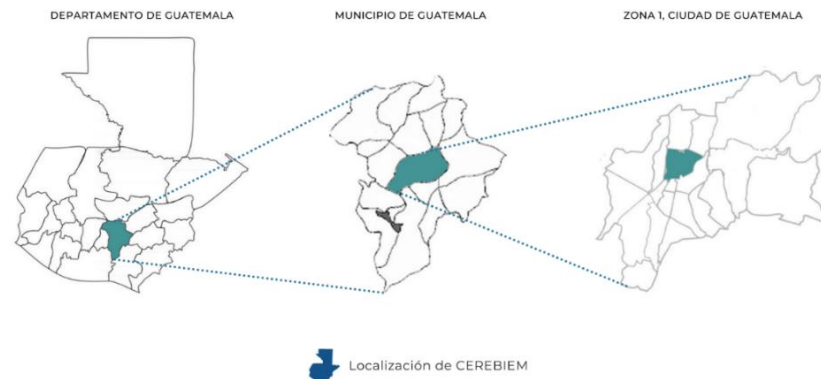 DEPARTAMENTO DE GUATEMALA
MUNICIPIO DE GUATEMALA
ZONA 1, CIUDAD DE GUATEMALA
Localización de CEREBIEM